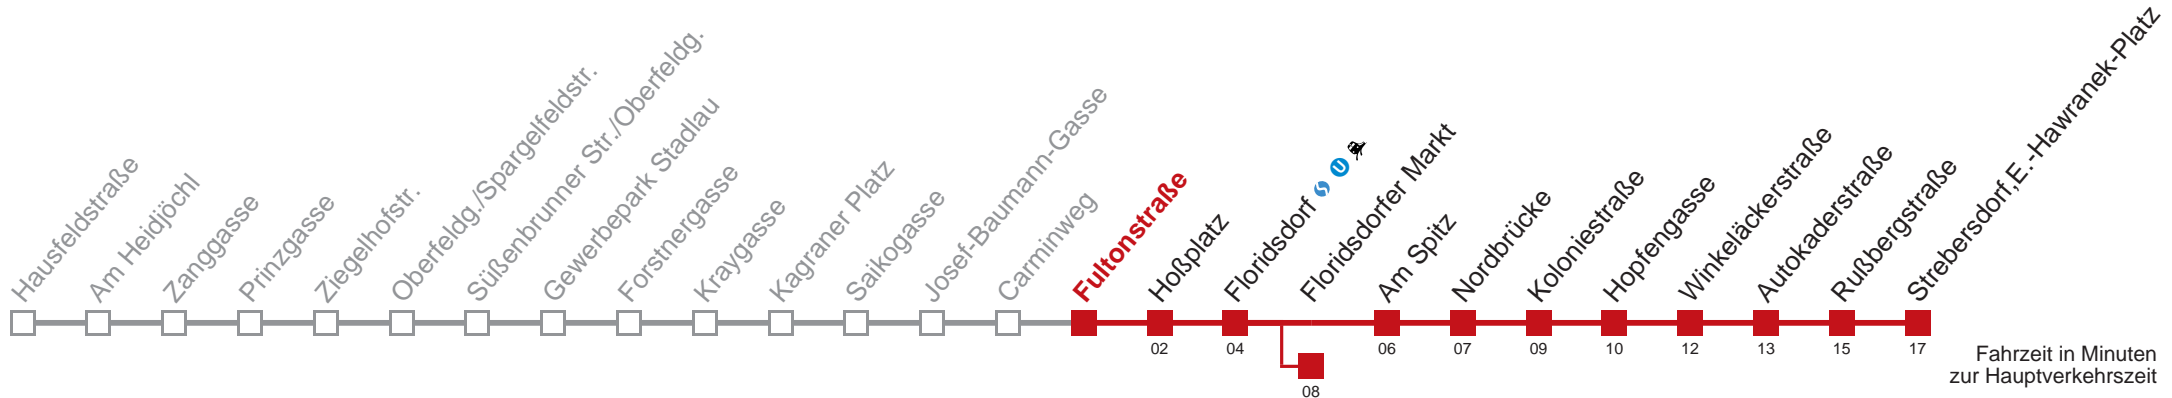 Hausfeldstraße
Am Heidjöchl
Zanggasse
Prinzgasse
Ziegelhofstr.
Oberfeldg./Spargelfeldstr.
Süßenbrunner Str./Oberfeldg.
Gewerbepark Stadlau
Forstnergasse
Kraygasse
Kagraner Platz
Saikogasse
Josef-Baumann-Gasse
Carminweg
Fultonstraße
Hoßplatz
Floridsdorf S U
Floridsdorfer Markt
Am Spitz
Nordbrücke
Koloniestraße
Hopfengasse
Winkeläckerstraße
Autokaderstraße
Rußbergstraße
Strebersdorf,E.-Hawranek-Platz
02 04 06 07 09 10 12 13 15 17
08
Fahrzeit in Minuten
zur Hauptverkehrszeit